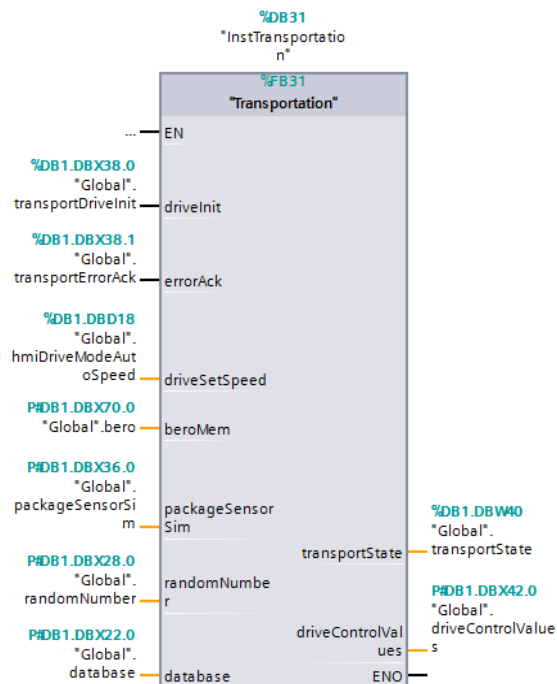 %DB31
"InstTransportatio
n"
%FB31
"Transportation"
... EN
%DB1.DBX38.0
"Global".
transportDriveInit driveInit
%DB1.DBX38.1
"Global".
transportErrorAck errorAck
%DB1.DBD18
"Global".
hmiDriveModeAut
oSpeed driveSetSpeed
P#DB1.DBX70.0
"Global".bero beroMem
P#DB1.DBX36.0
"Global".
packageSensorSi
m
packageSensor
Sim
%DB1.DBW40
"Global".
transportState transportState
P#DB1.DBX28.0
"Global".
randomNumber
randomNumbe
r
P#DB1.DBX42.0
"Global".
driveControlValue
s
driveControlVal
ues
P#DB1.DBX22.0
"Global".
database database
ENO